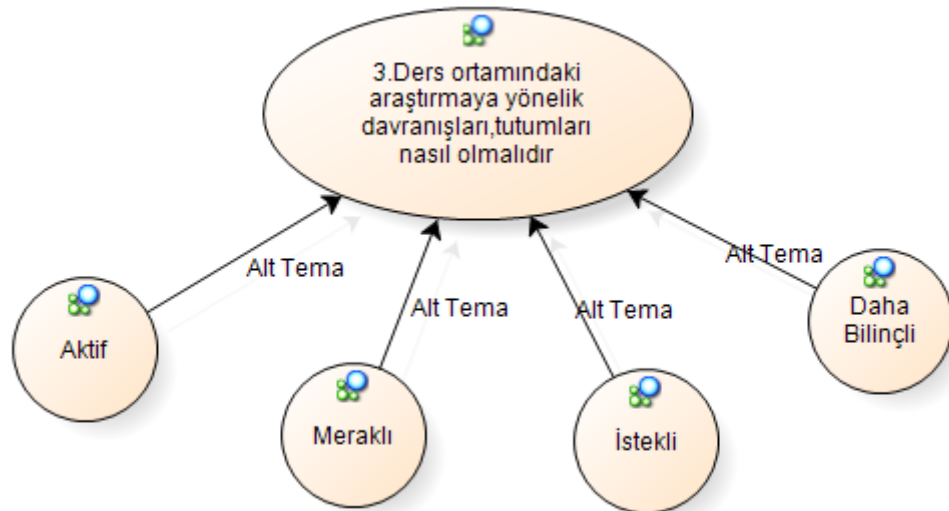 3.Ders ortamındaki
araştırmaya yönelik
davranışları,tutumları
nasıl olmalıdır
Alt Tema
Alt Tema
Alt Tema
Alt Tema
Aktif
Meraklı
İstekli
Daha
Bilinçli